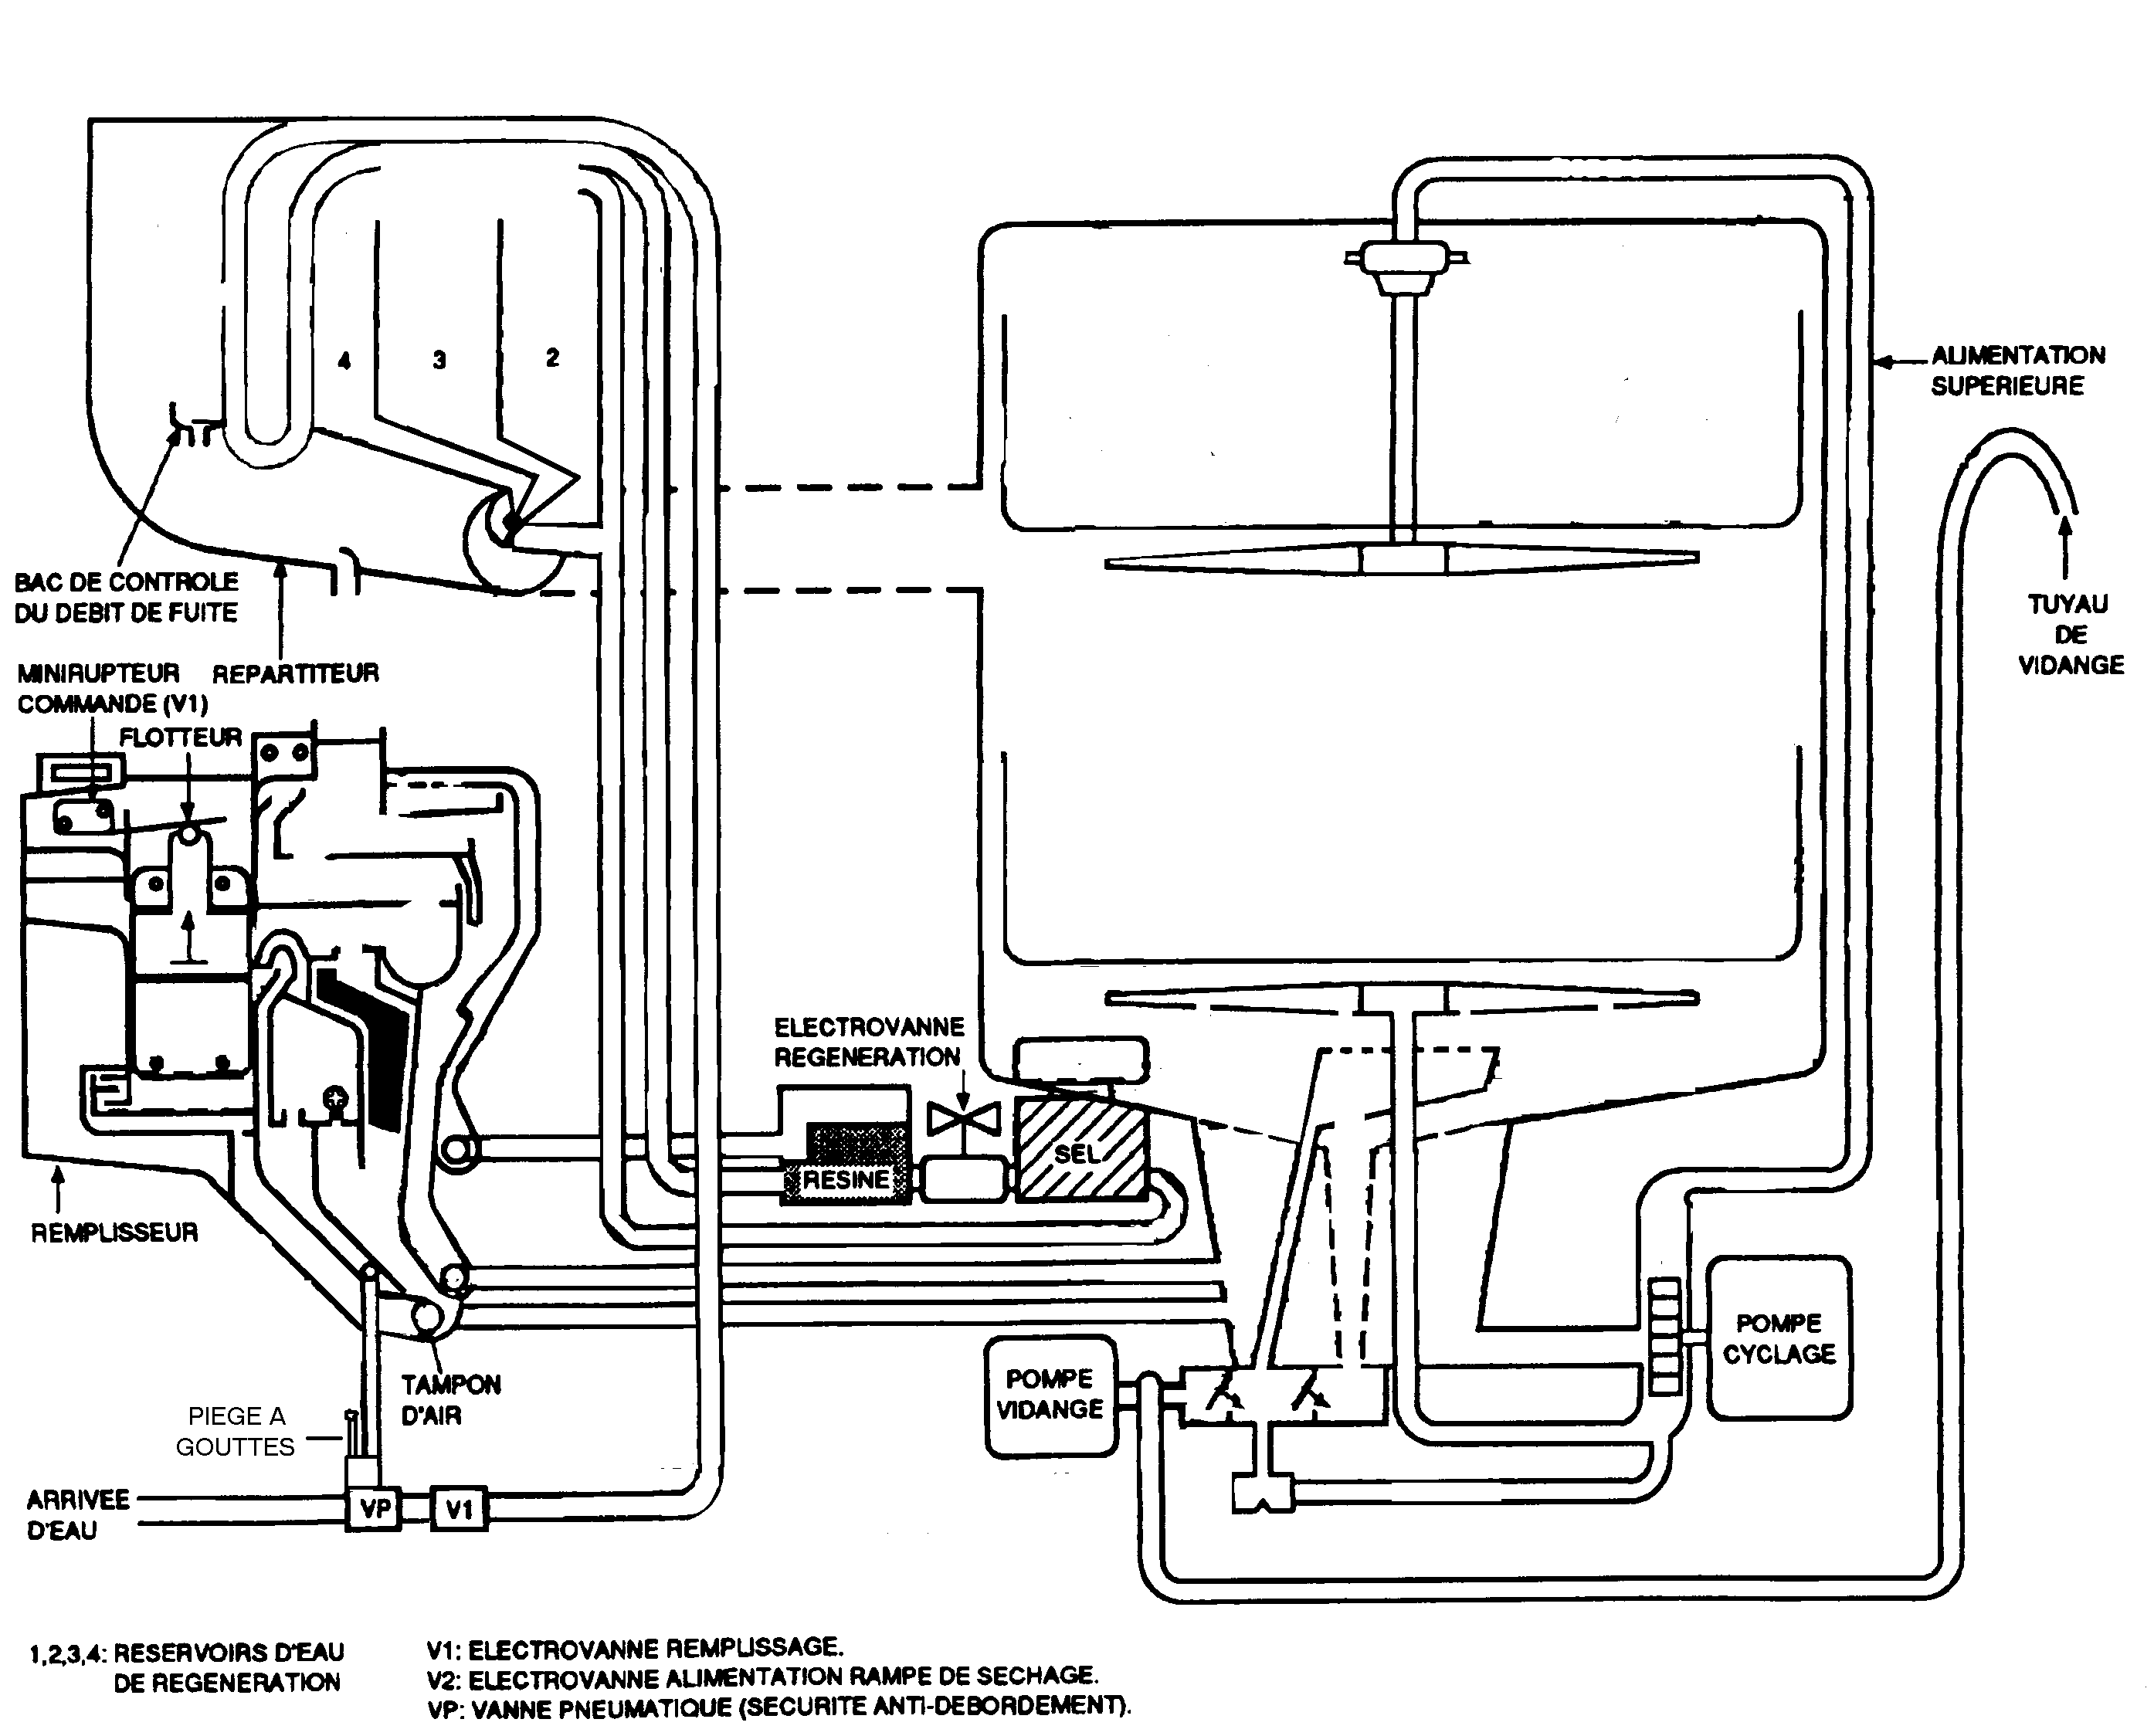 4
3
2
ALIMENTATION
SUPERIEURE
BAC DE CONTROLE
DU DEBIT DE FUITE
TUYAU
DE
VIDANGE
MINIRUPTEUR
COMMANDE (V1)
REPARTITEUR
FLOTTEUR
ELECTROVANNE
REGENERATION
SEL
RESINE
REMPLISSEUR
POMPE
CYCLAGE
POMPE
VIDANGE
TAMPON
D'AIR
PIEGE A
GOUTTES
ARRIVEE
D'EAU
VP
V1
1,2,3,4: RESERVOIRS D'EAU
DE REGENERATION
V1: ELECTROVANNE REMPLISSAGE.
V2: ELECTROVANNE ALIMENTATION RAMPE DE SECHAGE.
VP: VANNE PNEUMATIQUE (SECURITE ANTI-DEBORDEMENT).